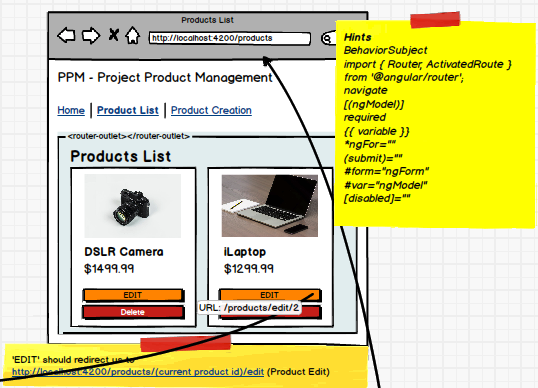 Products List
http://localhost:4200/products
PPM - Project Product Management
Home | Product List | Product Creation
<router-outlet></router-outlet>
Products List
DSLR Camera
$1499.99
EDIT
Delete
iLaptop
$1299.99
EDIT
URL: /products/edit/2
Delete
Hints
BehaviorSubject
import { Router, ActivatedRoute }
from '@angular/router';
navigate
[(ngModel)]
required
{{ variable }}
*ngFor=""
(submit)=""
#form="ngForm"
#var="ngModel"
[disabled]=""
'EDIT' should redirect us to
http://localhost:4200/products/(current product id)/edit (Product Edit)